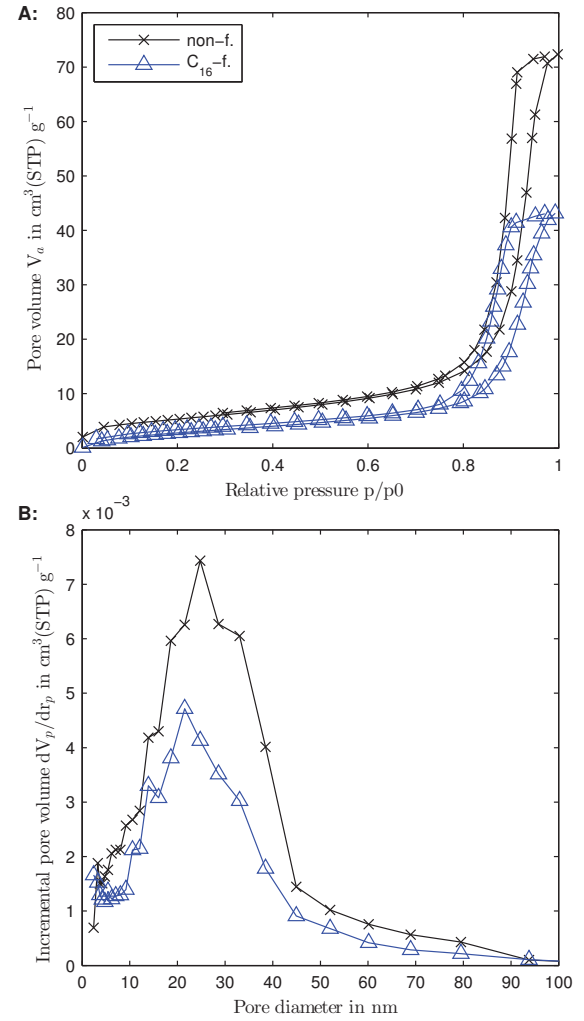 A:
80
70
60
50
40
30
20
10
0
Pore volume V_a in cm³(STP) g⁻¹
non−f.
C₁₆−f.
0 0.2 0.4 0.6 0.8 1
Relative pressure p/p0
B:
x 10⁻³
8
7
6
5
4
3
2
1
0
Incremental pore volume dV_p/dr_p in cm³(STP) g⁻¹
0 10 20 30 40 50 60 70 80 90 100
Pore diameter in nm